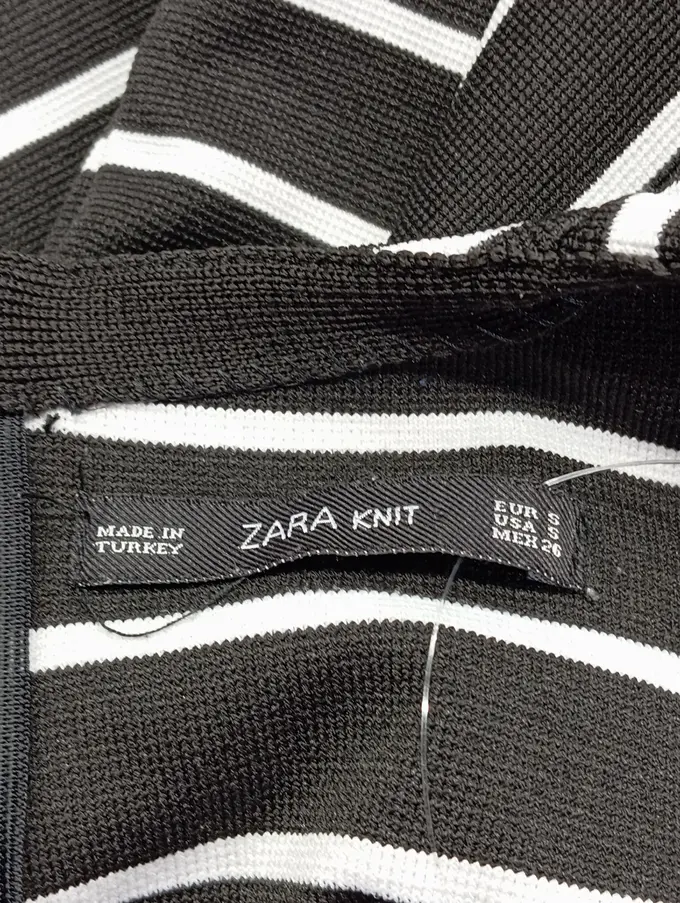 MADE IN
TURKEY
ZARA KNIT
EUR S
USA S
MEX 26